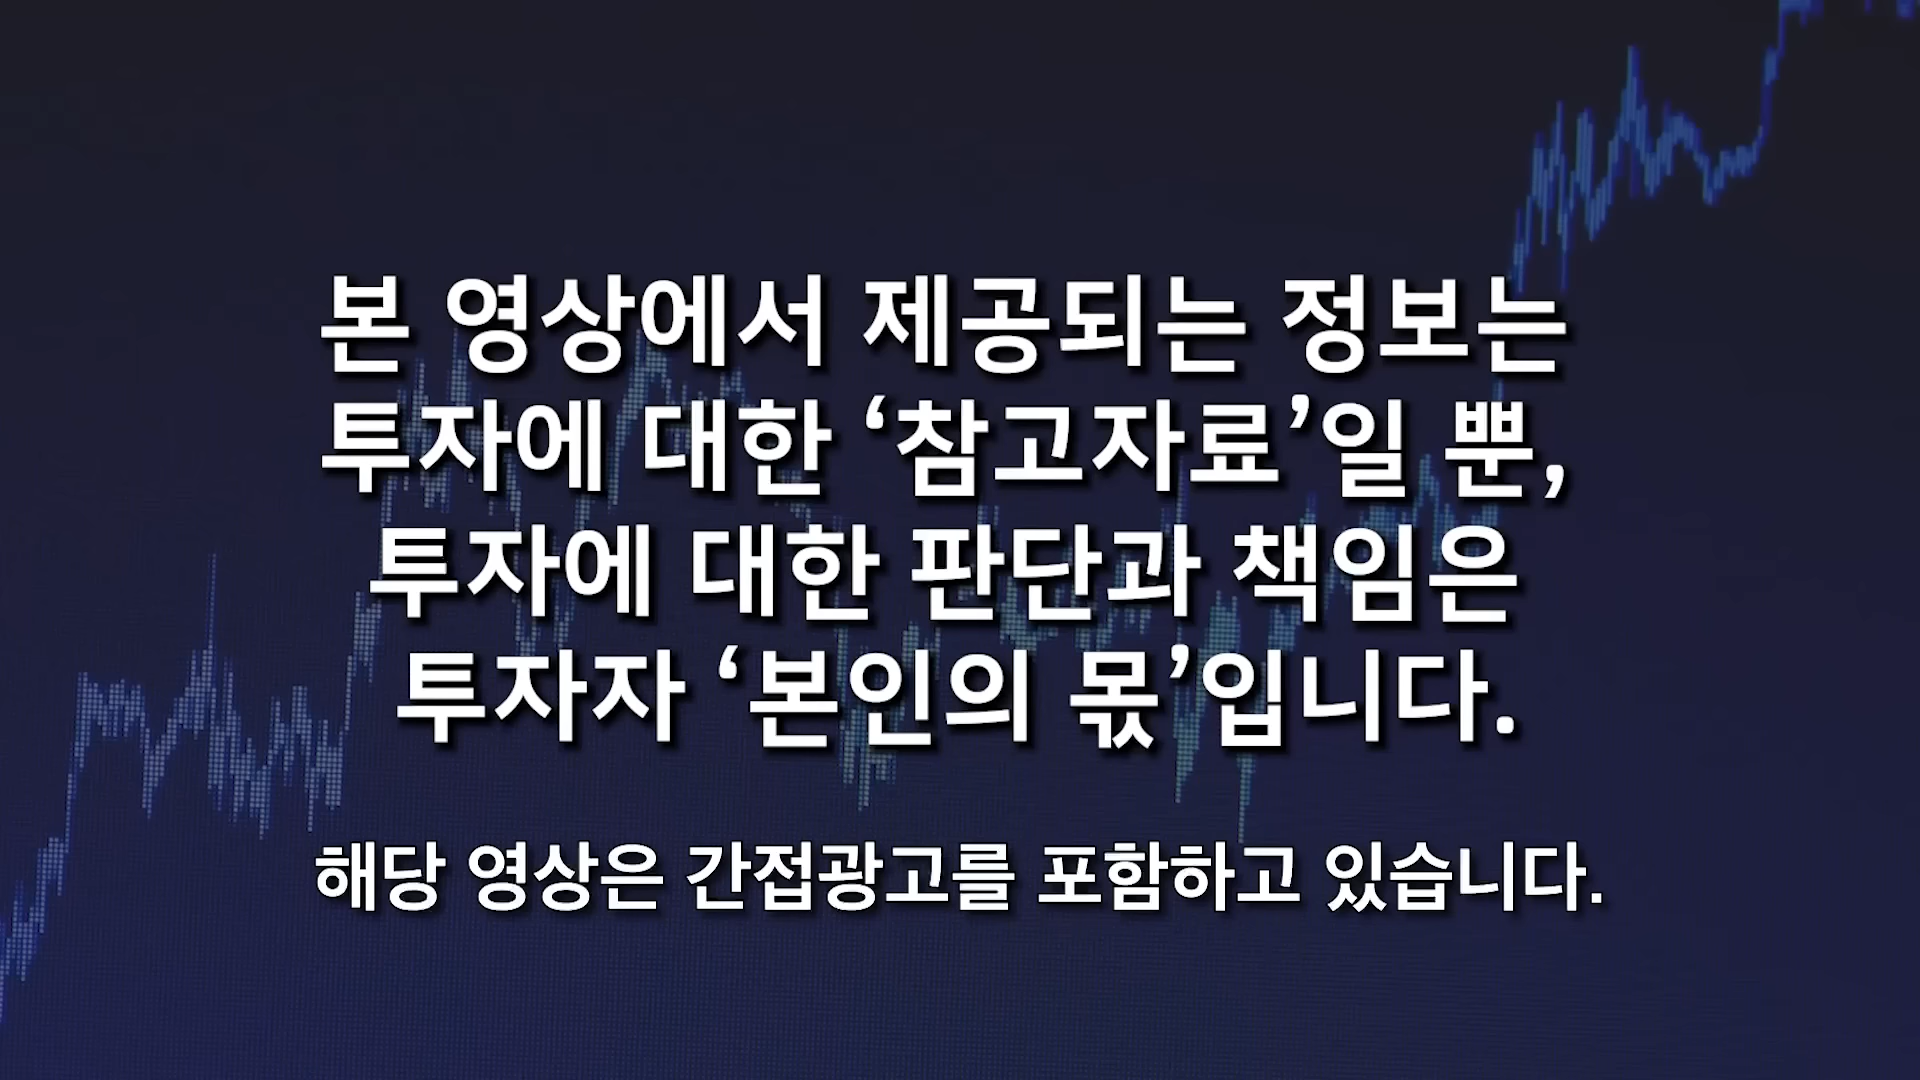 본 영상에서 제공되는 정보는
투자에 대한 ‘참고자료’일 뿐,
투자에 대한 판단과 책임은
투자자 ‘본인의 몫’입니다.
해당 영상은 간접광고를 포함하고 있습니다.